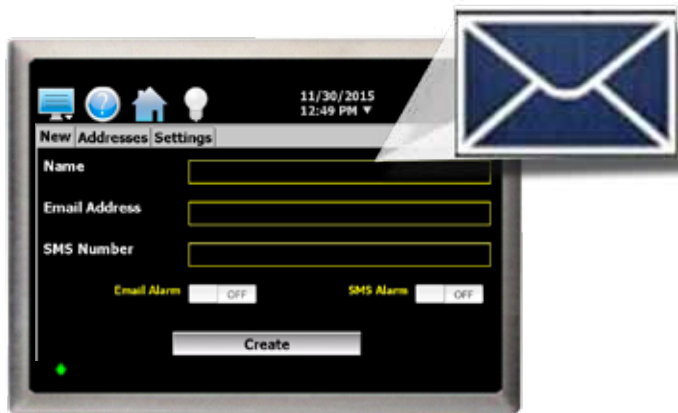 11/30/2015
12:49 PM ▼
New Addresses Settings
Name
Email Address
SMS Number
Email Alarm OFF SMS Alarm OFF
Create